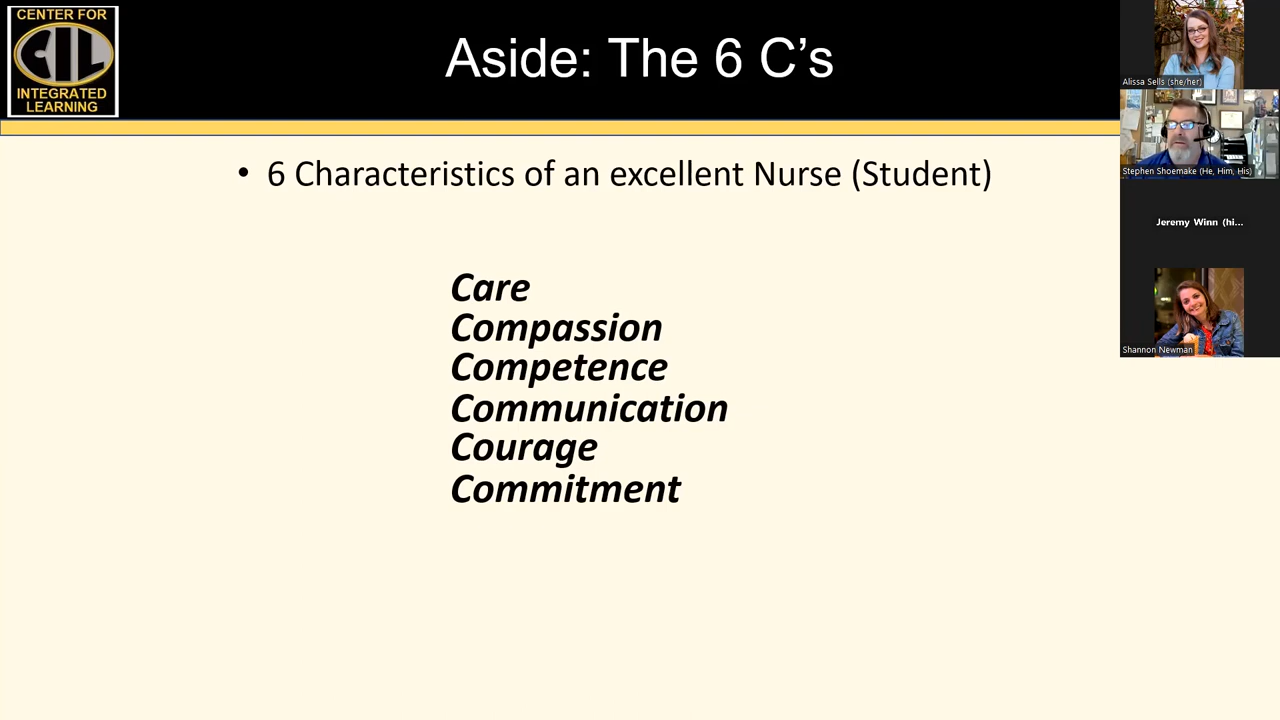 CENTER FOR
CIL
INTEGRATED
LEARNING
Aside: The 6 C’s
• 6 Characteristics of an excellent Nurse (Student)
Care
Compassion
Competence
Communication
Courage
Commitment
Alissa Sells (she/her)
Stephen Shoemake (He, Him, His)
Jeremy Winn (hi...
Shannon Newman